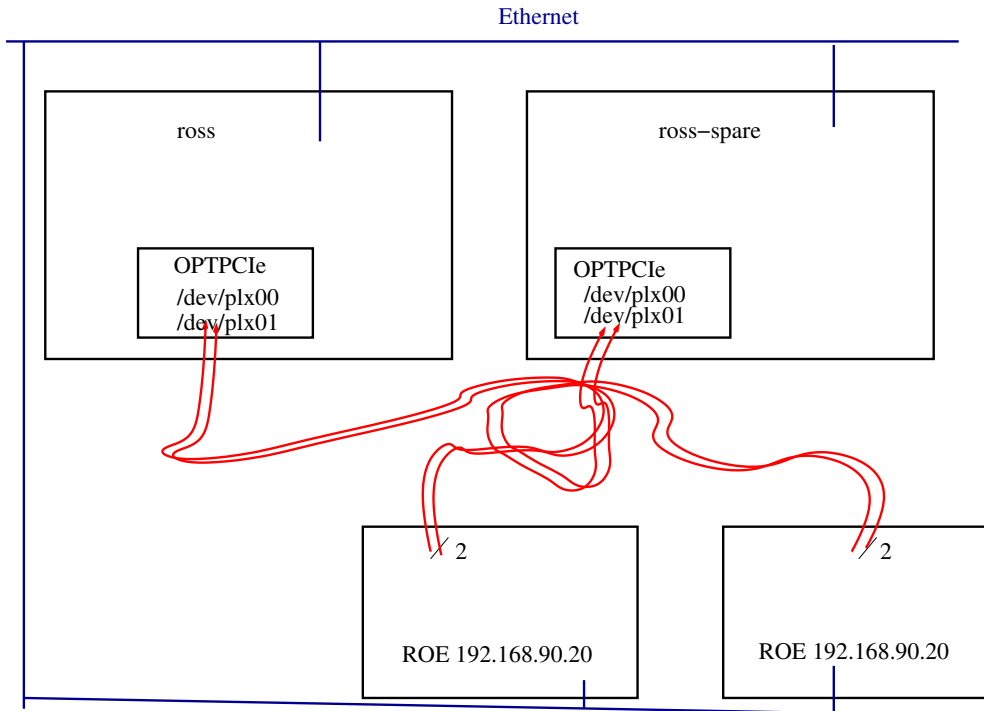 Ethernet
ross
ross−spare
OPTPCIe
/dev/plx00
/dev/plx01
OPTPCIe
/dev/plx00
/dev/plx01
2
2
ROE 192.168.90.20
ROE 192.168.90.20